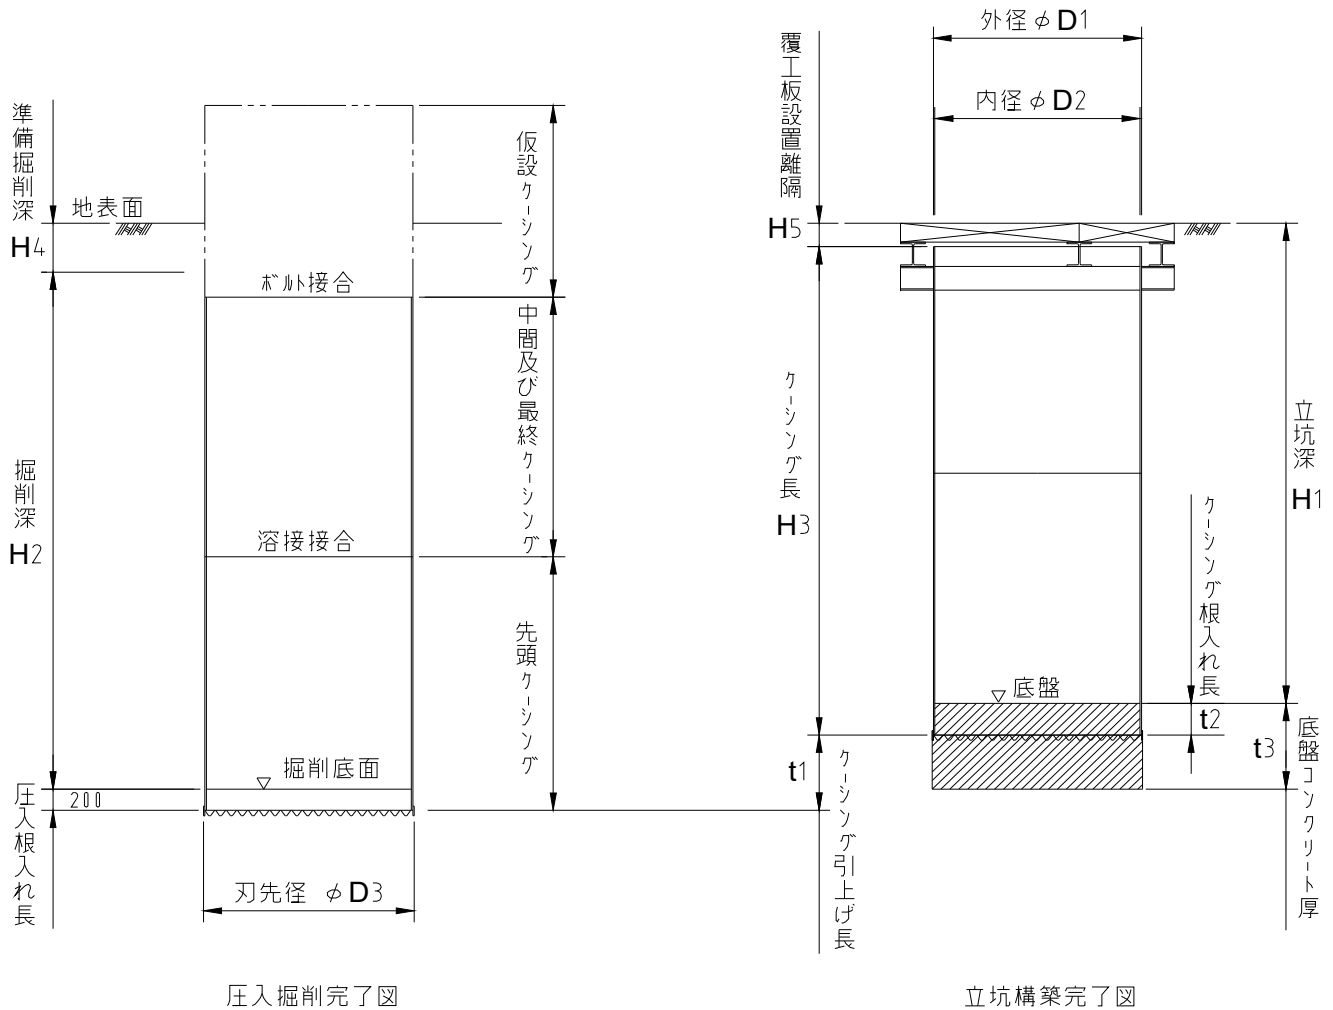 準備掘削深
H4
地表面
ボルト接合
仮設ケーシング
中間及び最終ケーシング
掘削深
H2
溶接接合
先頭ケーシング
掘削底面
200
圧入根入れ長
刃先径 φD3
圧入掘削完了図
外径φD1
内径φD2
覆工板設置離隔
H5
ケーシング長
H3
立坑深
H1
ケーシング根入れ長
t2
底盤
t1
ケーシング引上げ長
t3
底盤コンクリート厚
立坑構築完了図